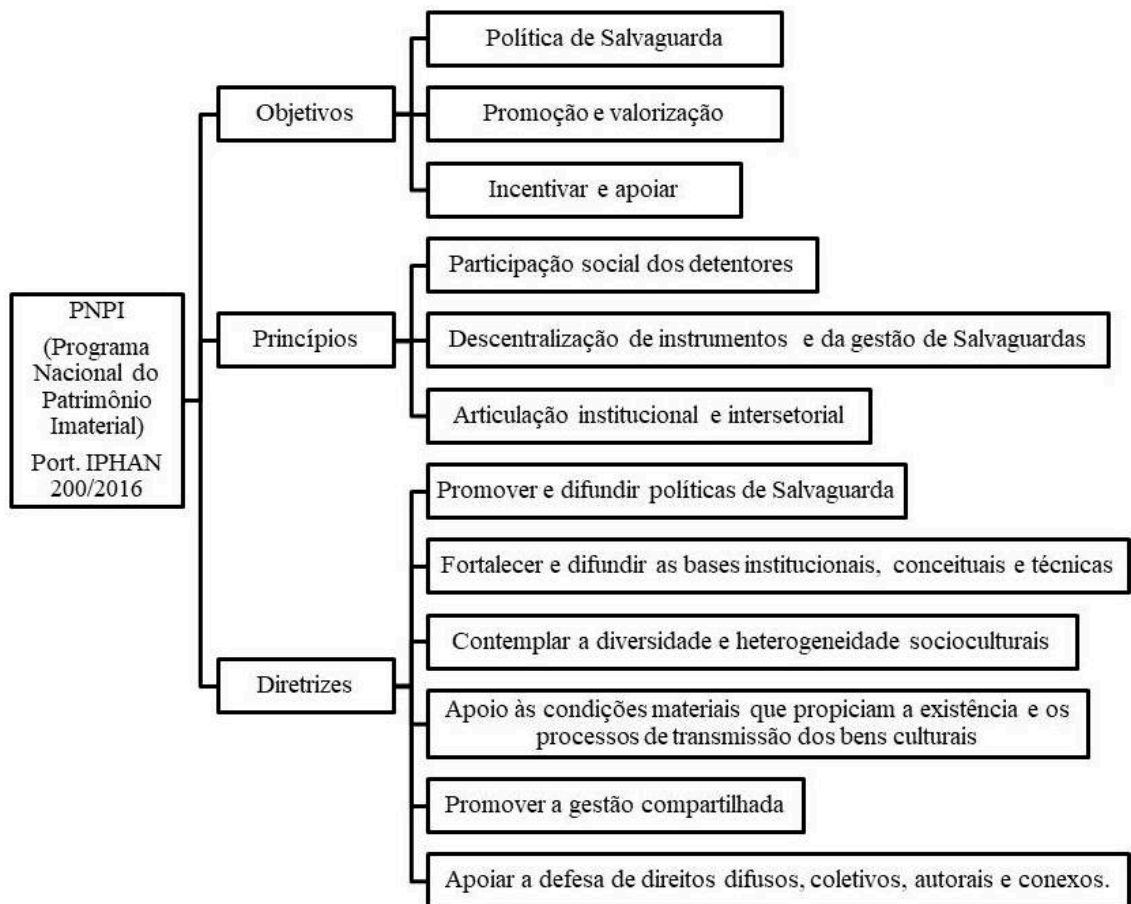 Política de Salvaguarda
Objetivos
Promoção e valorização
Incentivar e apoiar
Participação social dos detentores
PNPI
(Programa
Nacional do
Patrimônio
Imaterial)
Port. IPHAN
200/2016
Princípios
Descentralização de instrumentos e da gestão de Salvaguardas
Articulação institucional e intersetorial
Promover e difundir políticas de Salvaguarda
Fortalecer e difundir as bases institucionais, conceituais e técnicas
Contemplar a diversidade e heterogeneidade socioculturais
Diretrizes
Apoio às condições materiais que propiciam a existência e os
processos de transmissão dos bens culturais
Promover a gestão compartilhada
Apoiar a defesa de direitos difusos, coletivos, autorais e conexos.